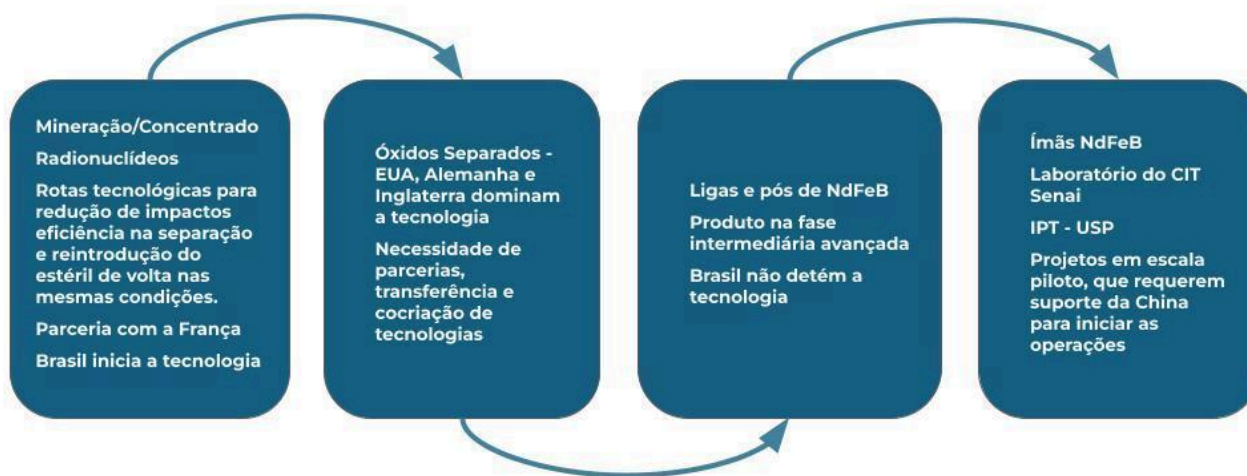 Mineração/Concentrado
Radionuclídeos
Rotas tecnológicas para
redução de impactos
eficiência na separação
e reintrodução do
estéril de volta nas
mesmas condições.
Parceria com a França
Brasil inicia a tecnologia
Óxidos Separados -
EUA, Alemanha e
Inglaterra dominam
a tecnologia
Necessidade de
parcerias,
transferência e
cocriação de
tecnologias
Ligas e pós de NdFeB
Produto na fase
intermediária avançada
Brasil não detém a
tecnologia
Ímãs NdFeB
Laboratório do CIT
Senai
IPT - USP
Projetos em escala
piloto, que requerem
suporte da China
para iniciar as
operações